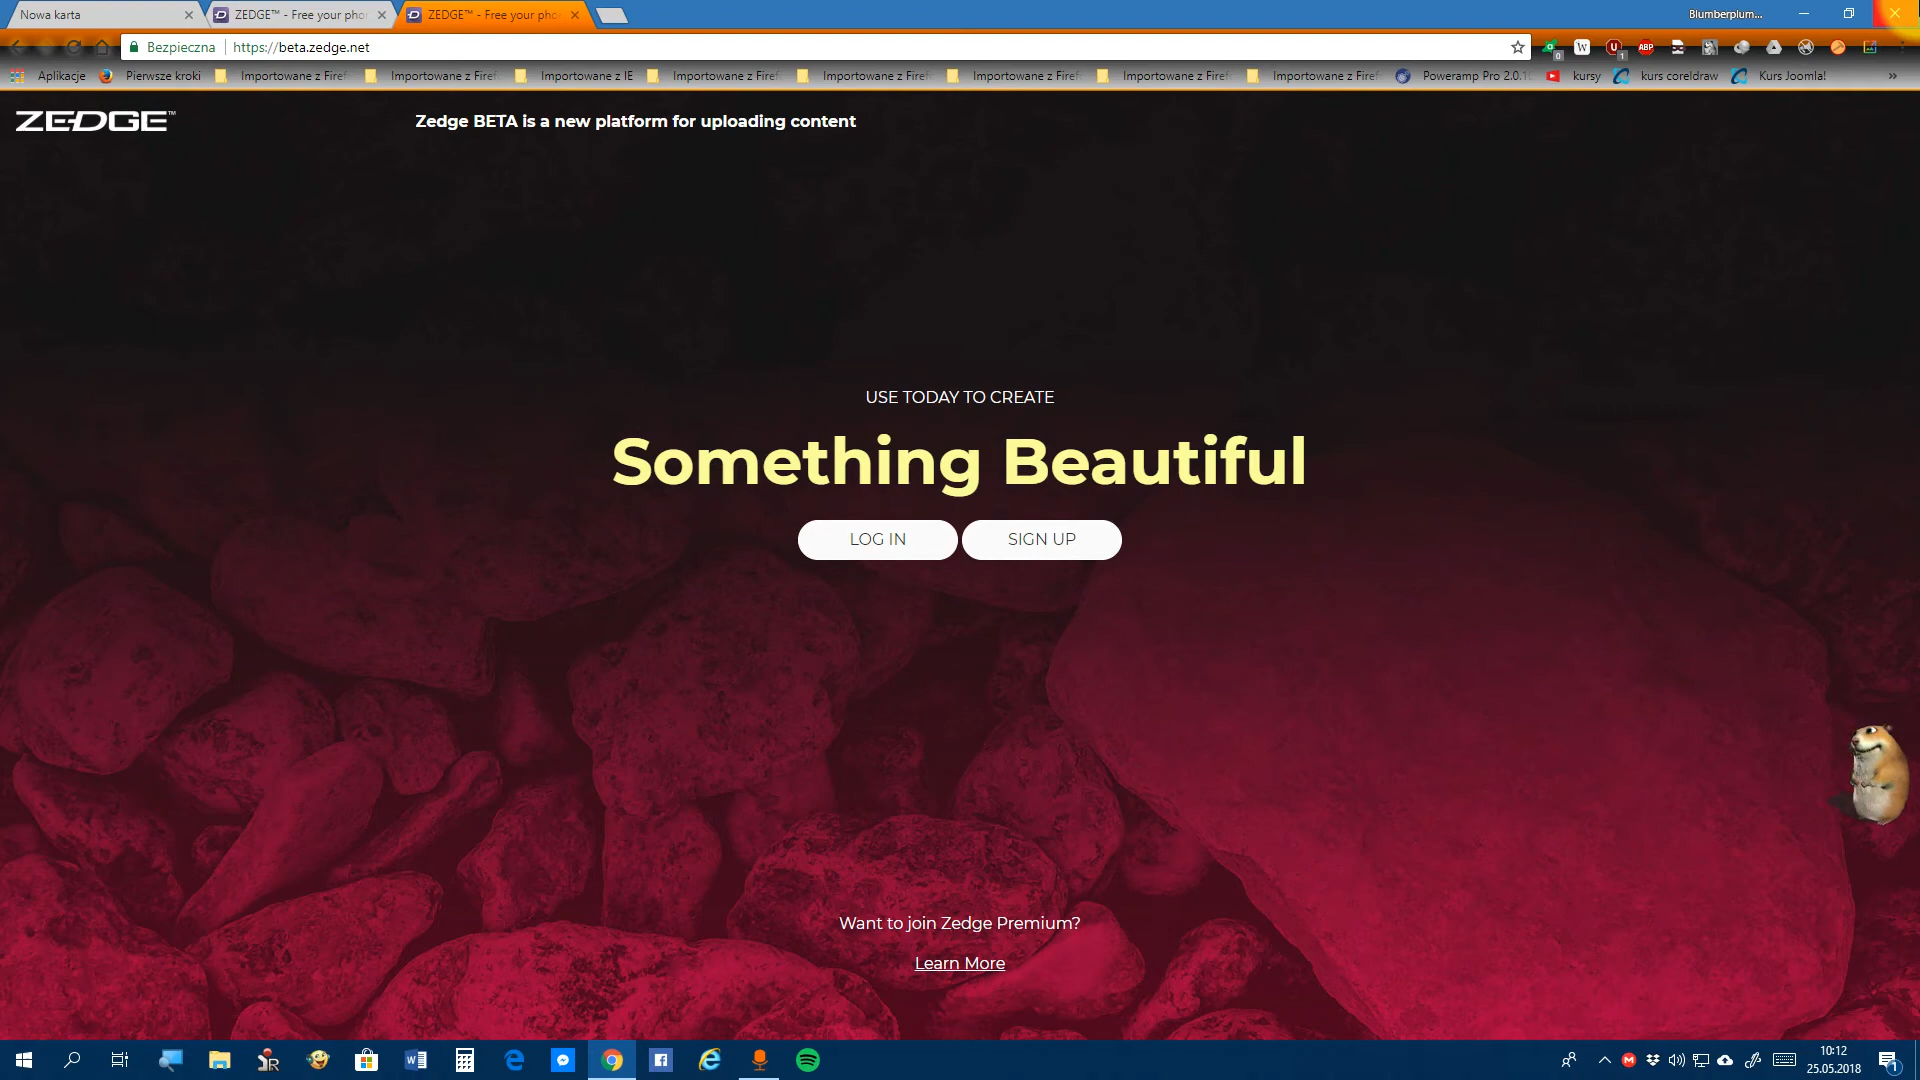 Nowa karta
ZEDGE™ - Free your pho
ZEDGE™ - Free your pho
Blumberplum...
Bezpieczna
https://beta.zedge.net
Aplikacje
Pierwsze kroki
Importowane z Firef
Importowane z Firef
Importowane z IE
Importowane z Firef
Importowane z Firef
Importowane z Firef
Importowane z Firef
Importowane z Firef
Poweramp Pro 2.0.1
kursy
kurs coreldraw
Kurs Joomla!
ZEDGE™
Zedge BETA is a new platform for uploading content
USE TODAY TO CREATE
Something Beautiful
LOG IN
SIGN UP
Want to join Zedge Premium?
Learn More
10:12
25.05.2018